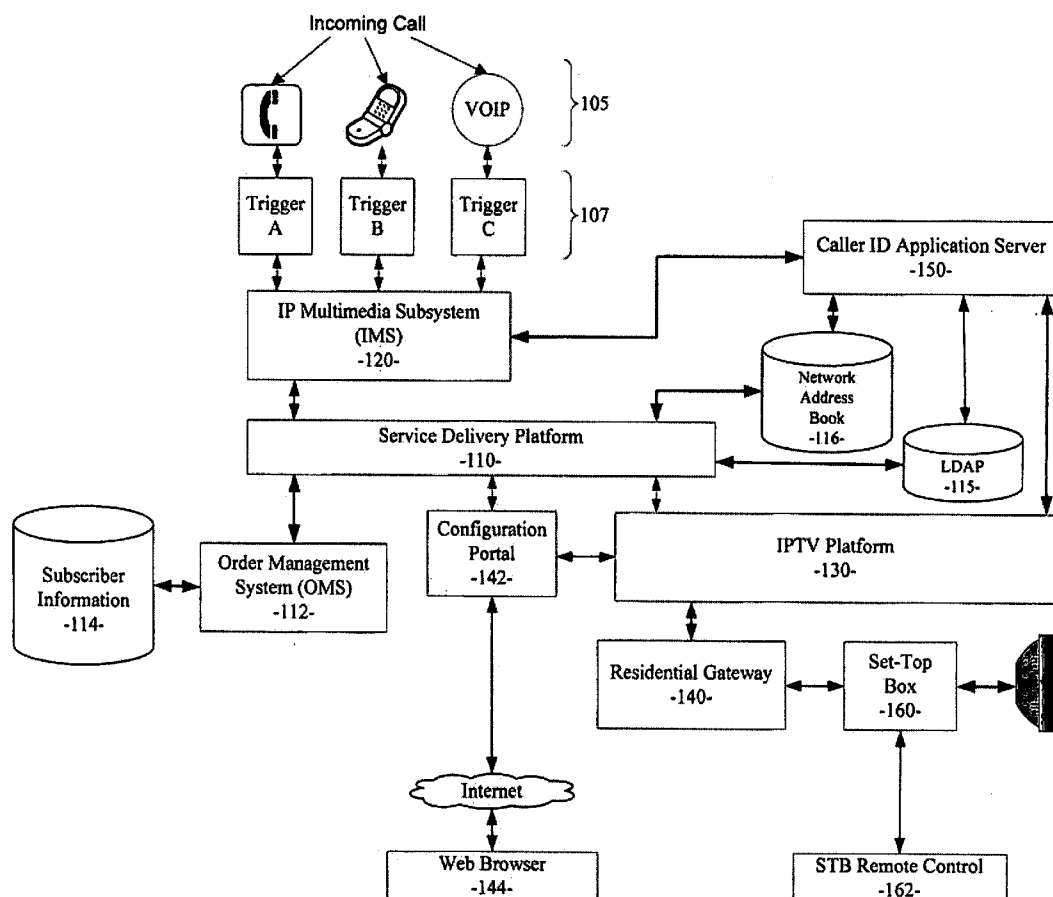 Incoming Call
VOIP
105
Trigger
A
Trigger
B
Trigger
C
107
Caller ID Application Server
-150-
IP Multimedia Subsystem
(IMS)
-120-
Network
Address
Book
-116-
Service Delivery Platform
-110-
LDAP
-115-
Subscriber
Information
-114-
Order Management
System (OMS)
-112-
Configuration
Portal
-142-
IPTV Platform
-130-
Residential Gateway
-140-
Set-Top
Box
-160-
Internet
Web Browser
-144-
STB Remote Control
-162-